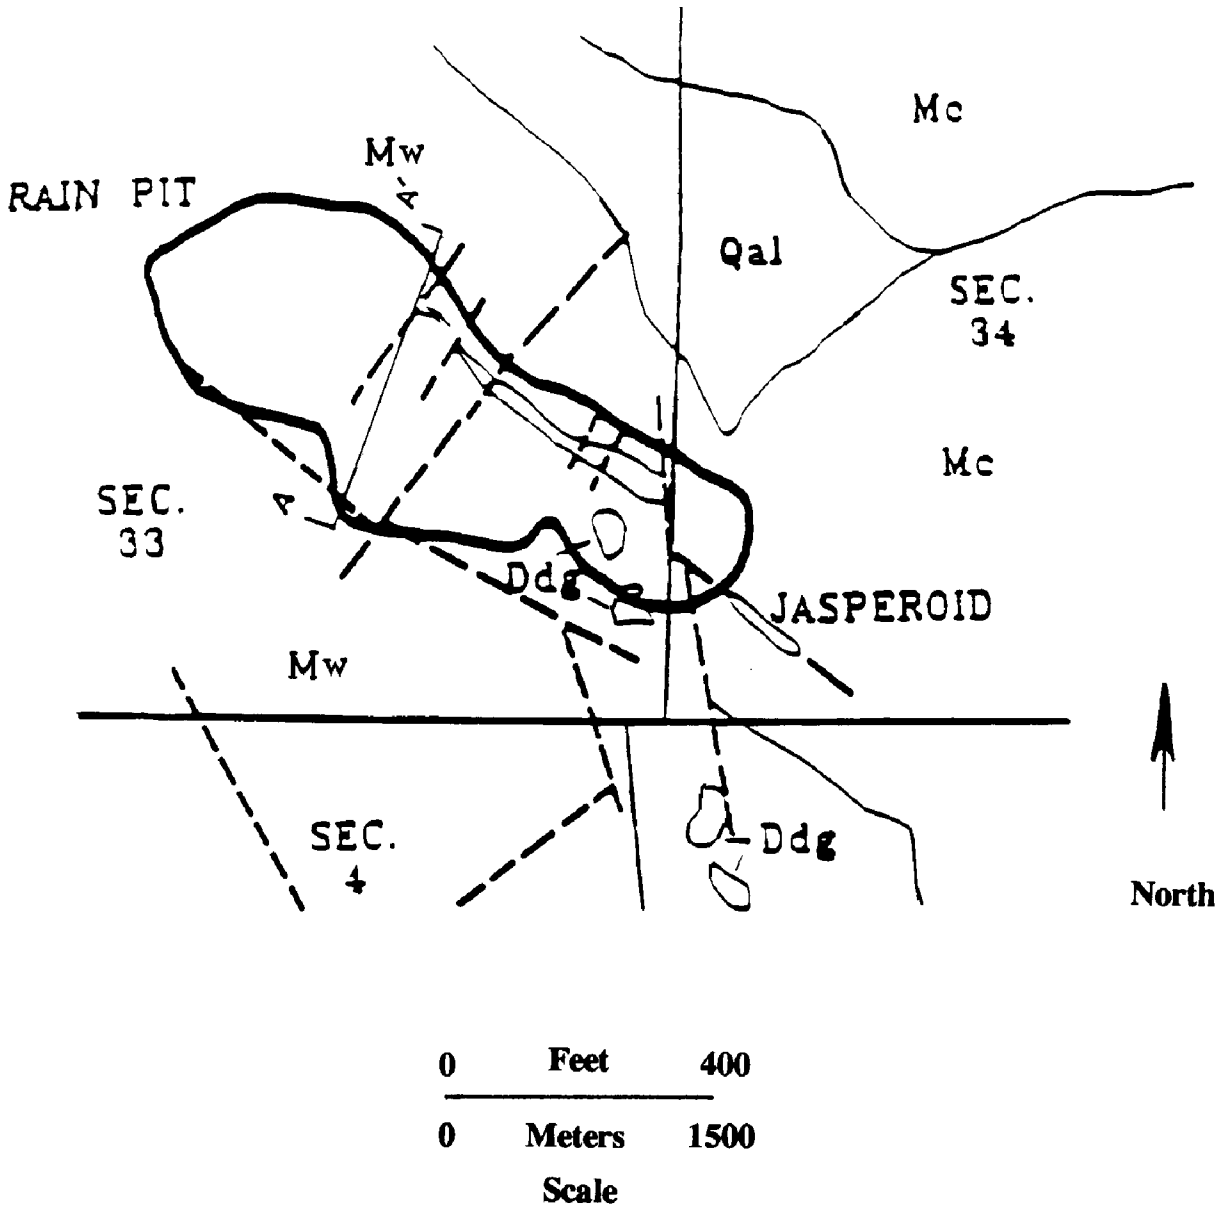 Mc
Mw
RAIN PIT
A-
Qal
SEC.
34
Mc
SEC.
33
A
Ddg
JASPEROID
Mw
SEC.
4
Ddg
North
0 Feet 400
0 Meters 1500
Scale